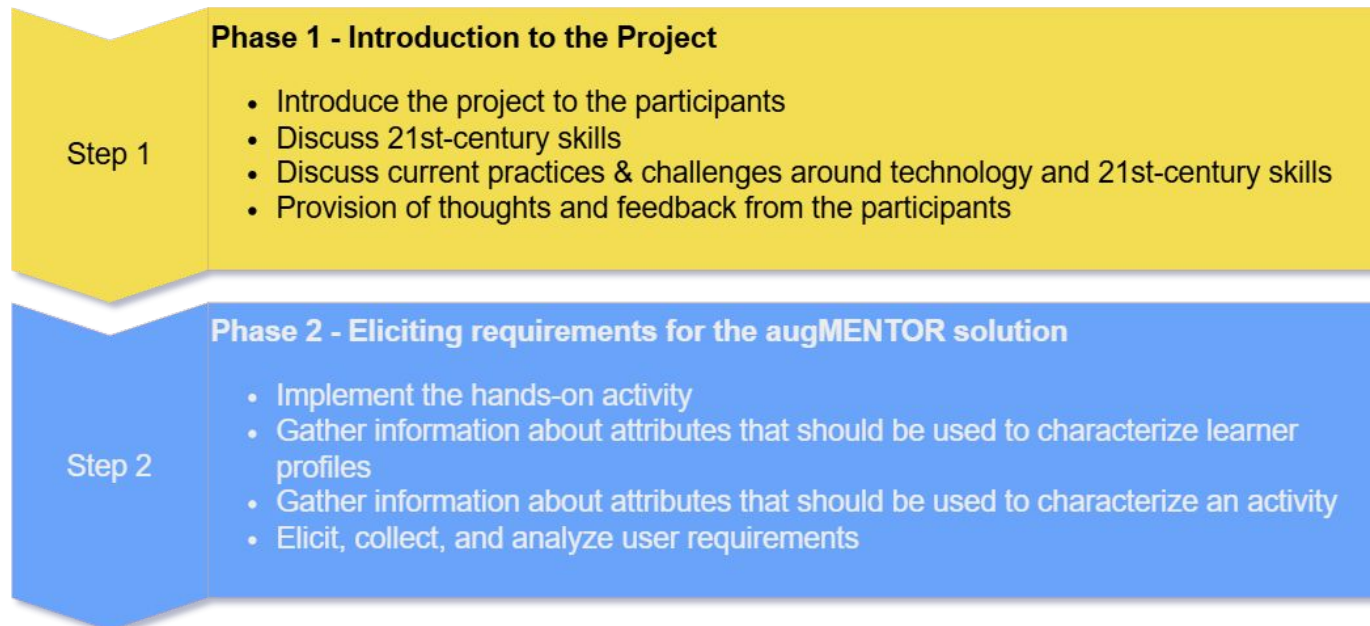 Phase 1 - Introduction to the Project
• Introduce the project to the participants
• Discuss 21st-century skills
Step 1
• Discuss current practices & challenges around technology and 21st-century skills
• Provision of thoughts and feedback from the participants
Phase 2 - Eliciting requirements for the augMENTOR solution
• Implement the hands-on activity
• Gather information about attributes that should be used to characterize learner
profiles
Step 2
• Gather information about attributes that should be used to characterize an activity
• Elicit, collect, and analyze user requirements